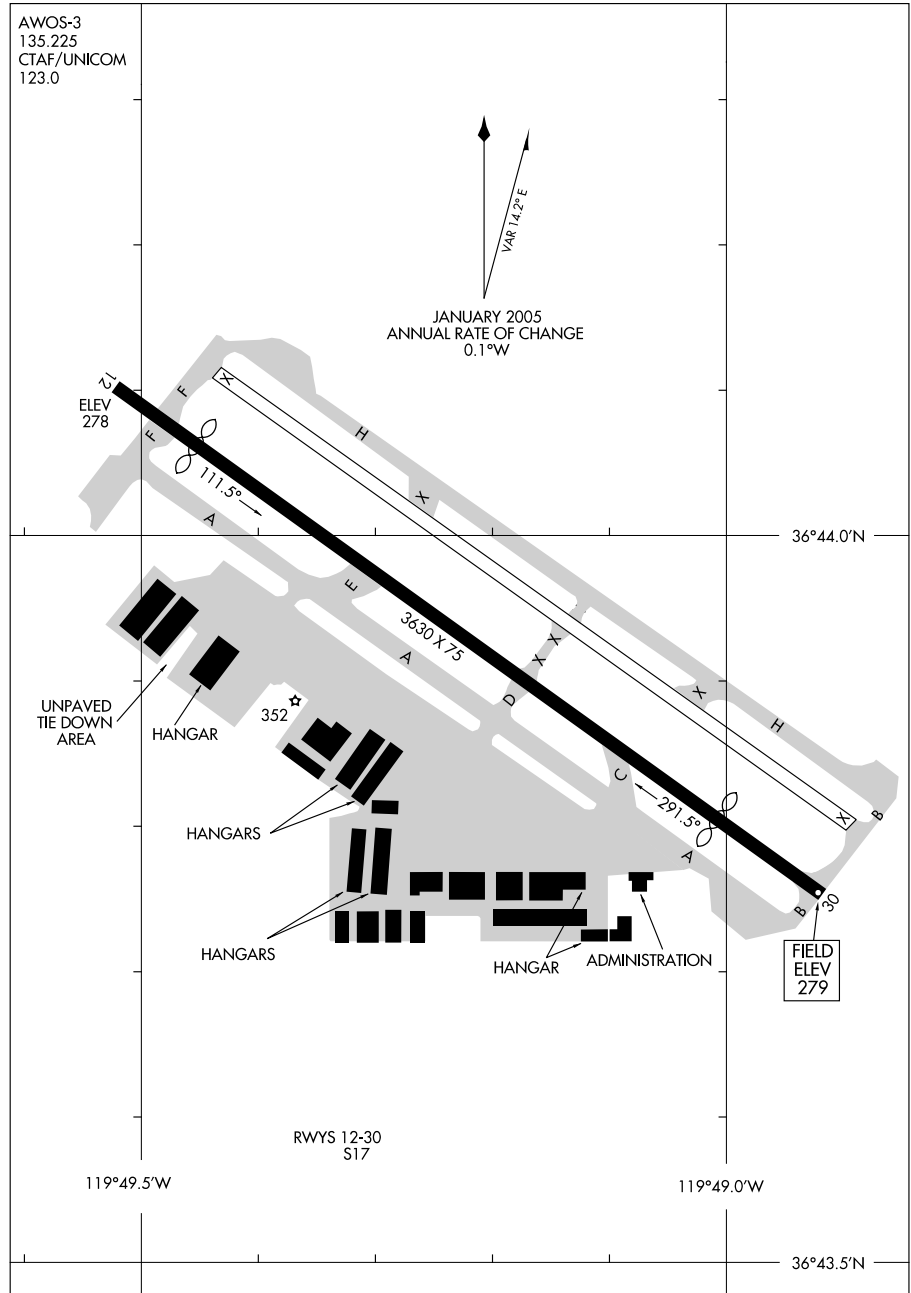 AWOS-3
135.225
CTAF/UNICOM
123.0
VAR 14.2° E
JANUARY 2005
ANNUAL RATE OF CHANGE
0.1°W
12
ELEV
278
F
F
X
H
111.5°
A
X
36°44.0'N
E
3630 X 75
A
X
X
D
X
H
UNPAVED
TIE DOWN
AREA
HANGAR
352
C
291.5°
X
B
A
HANGARS
B
30
HANGARS
HANGAR
ADMINISTRATION
FIELD
ELEV
279
RWYS 12-30
S17
119°49.5'W
119°49.0'W
36°43.5'N